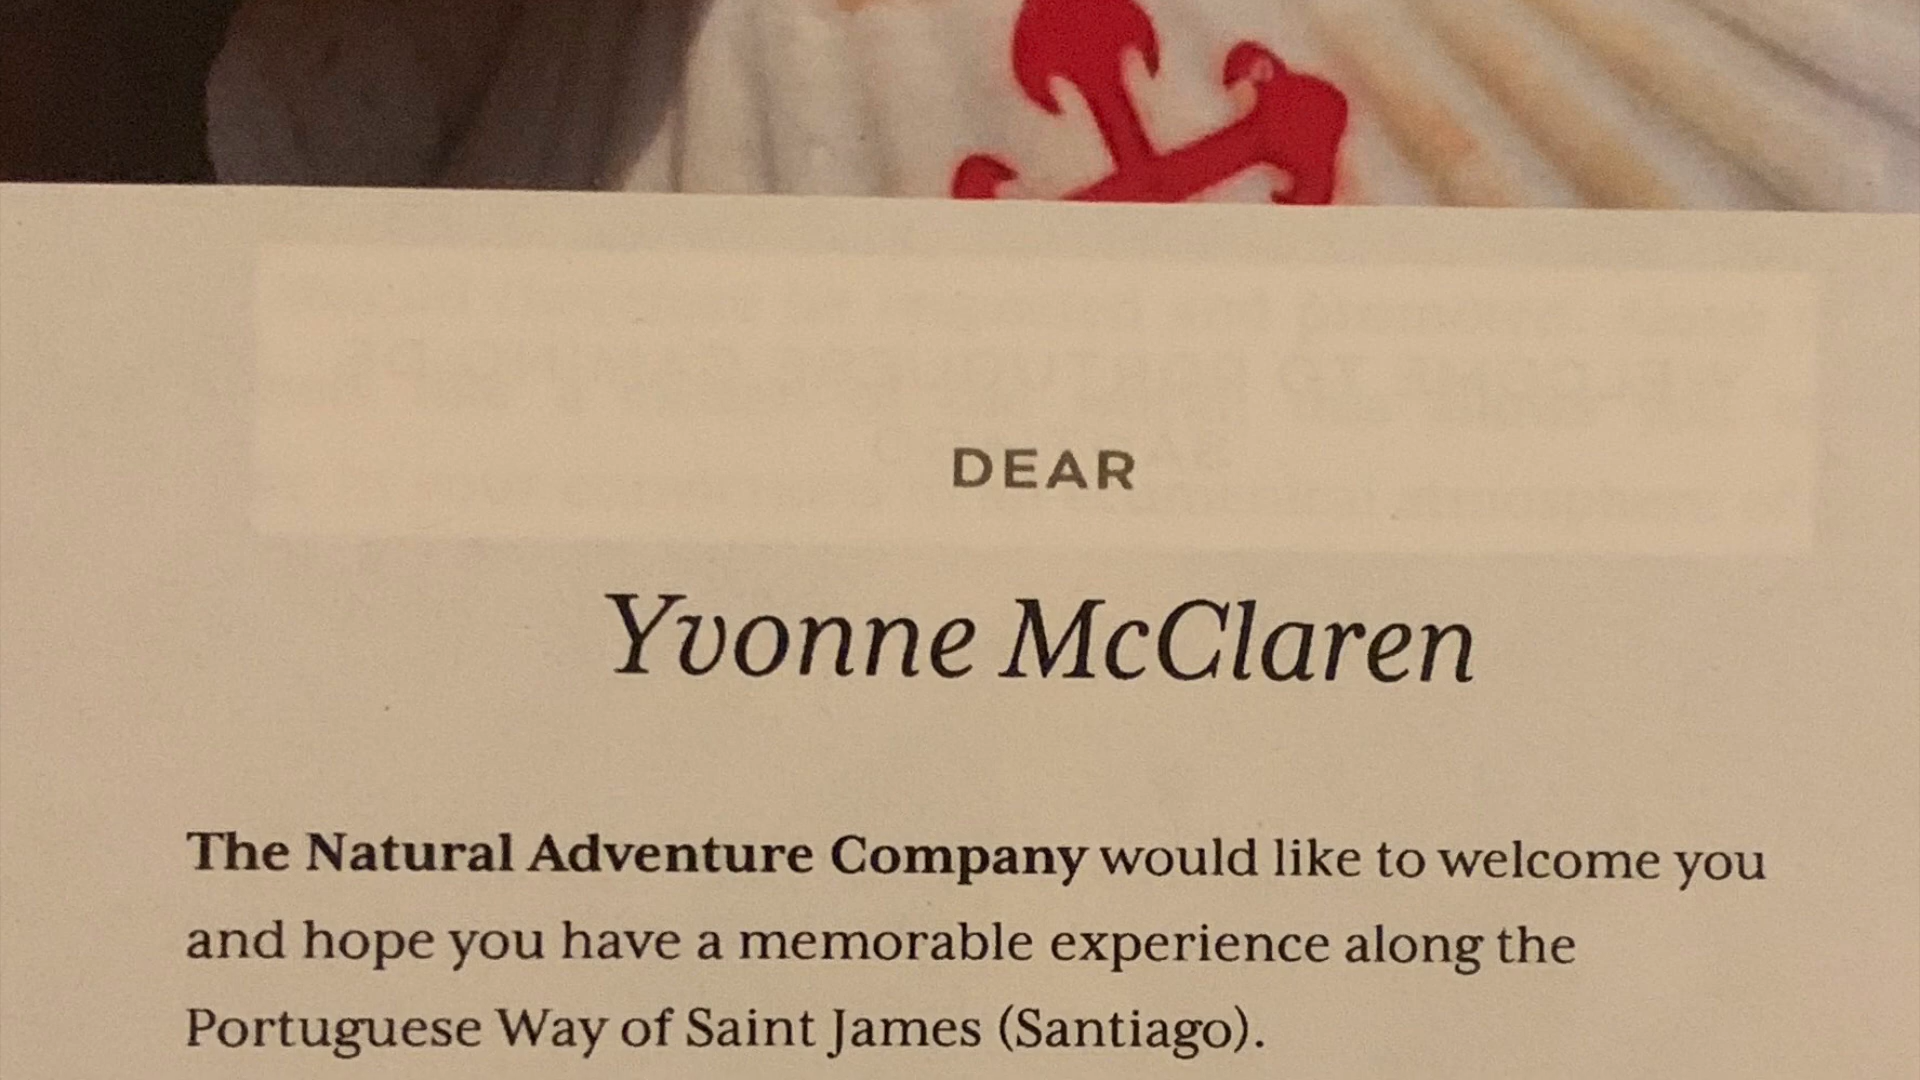 DEAR
Yvonne McClaren
The Natural Adventure Company would like to welcome you
and hope you have a memorable experience along the
Portuguese Way of Saint James (Santiago).